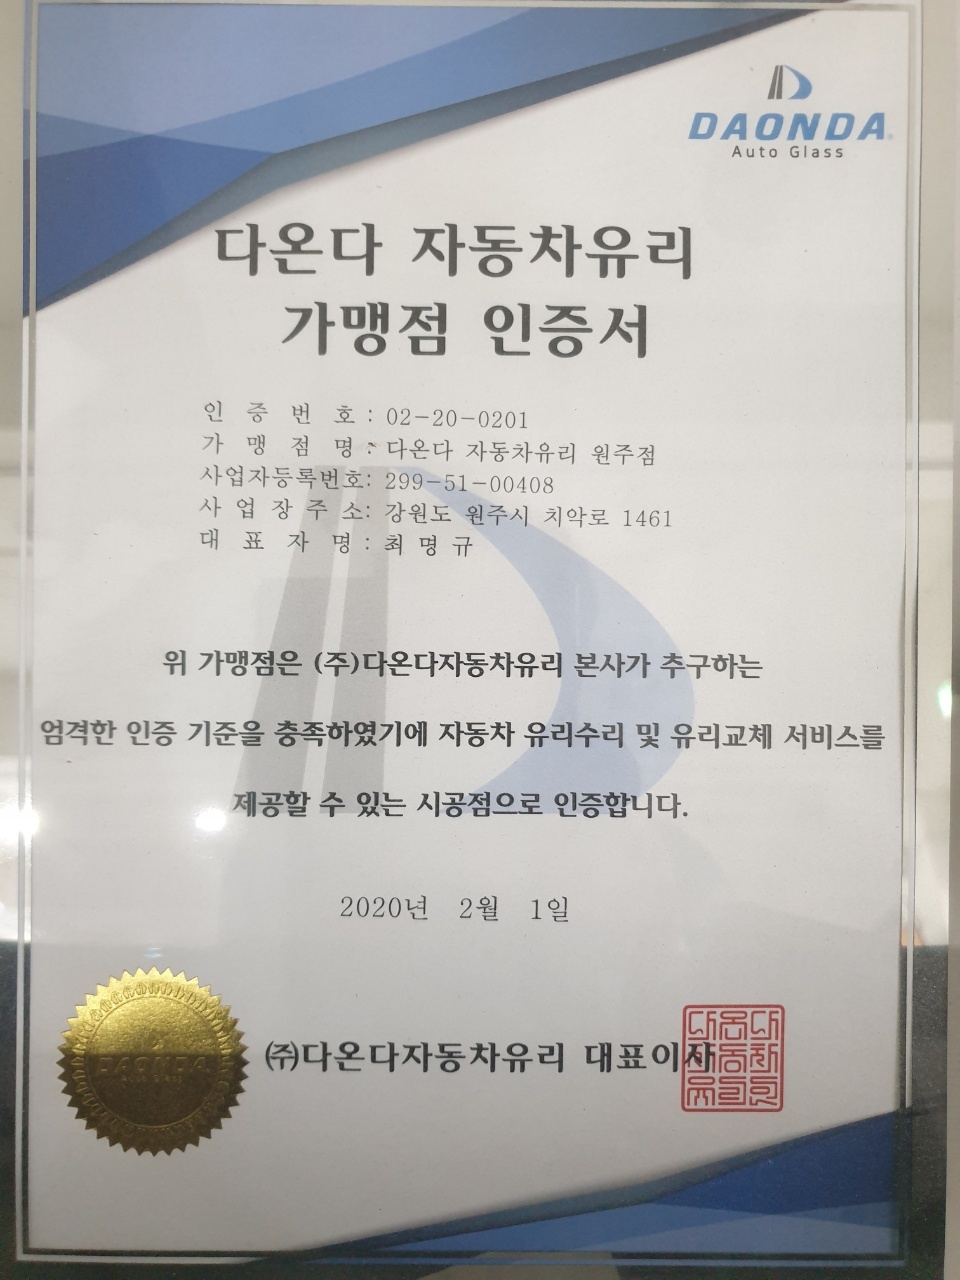 DAONDA
Auto Glass
다온다 자동차유리
가맹점 인증서
인 증 번 호 : 02-20-0201
가 맹 점 명 : 다온다 자동차유리 원주점
사업자등록번호: 299-51-00408
사 업 장 주 소: 강원도 원주시 치악로 1461
대 표 자 명 : 최 명 규
위 가맹점은 (주)다온다자동차유리 본사가 추구하는
엄격한 인증 기준을 충족하였기에 자동차 유리수리 및 유리교체 서비스를
제공할 수 있는 시공점으로 인증합니다.
2020년 2월 1일
DAONDA
㈜다온다자동차유리 대표이사